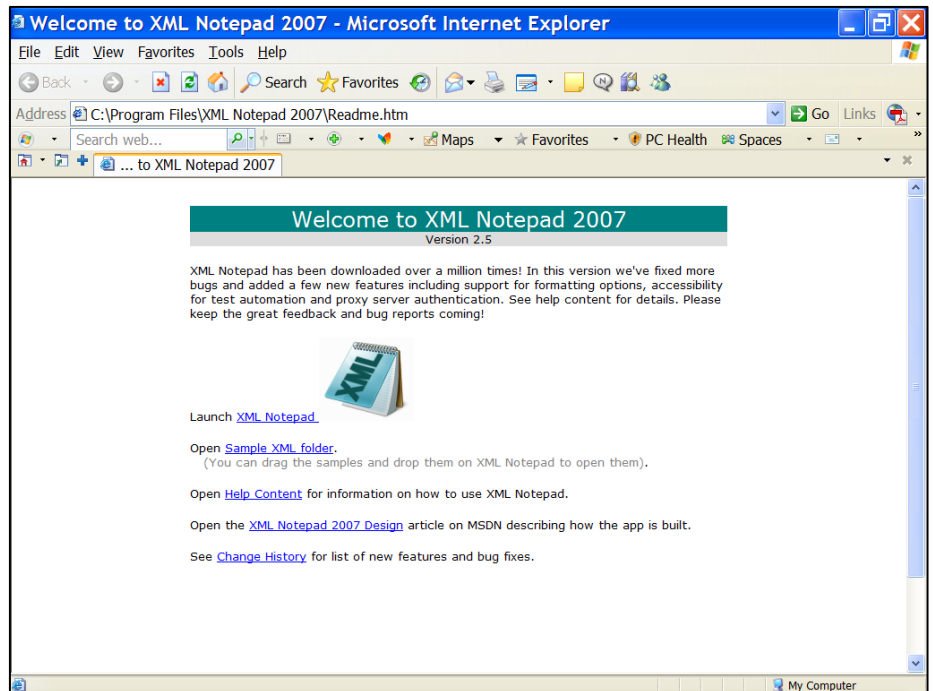 Welcome to XML Notepad 2007 - Microsoft Internet Explorer
File Edit View Favorites Tools Help
Back Search Favorites
Address C:\Program Files\XML Notepad 2007\Readme.htm Go Links
Search web... Maps Favorites PC Health Spaces »
... to XML Notepad 2007
Welcome to XML Notepad 2007
Version 2.5
XML Notepad has been downloaded over a million times! In this version we've fixed more
bugs and added a few new features including support for formatting options, accessibility
for test automation and proxy server authentication. See help content for details. Please
keep the great feedback and bug reports coming!
XML
Launch XML Notepad
Open Sample XML folder.
(You can drag the samples and drop them on XML Notepad to open them).
Open Help Content for information on how to use XML Notepad.
Open the XML Notepad 2007 Design article on MSDN describing how the app is built.
See Change History for list of new features and bug fixes.
My Computer